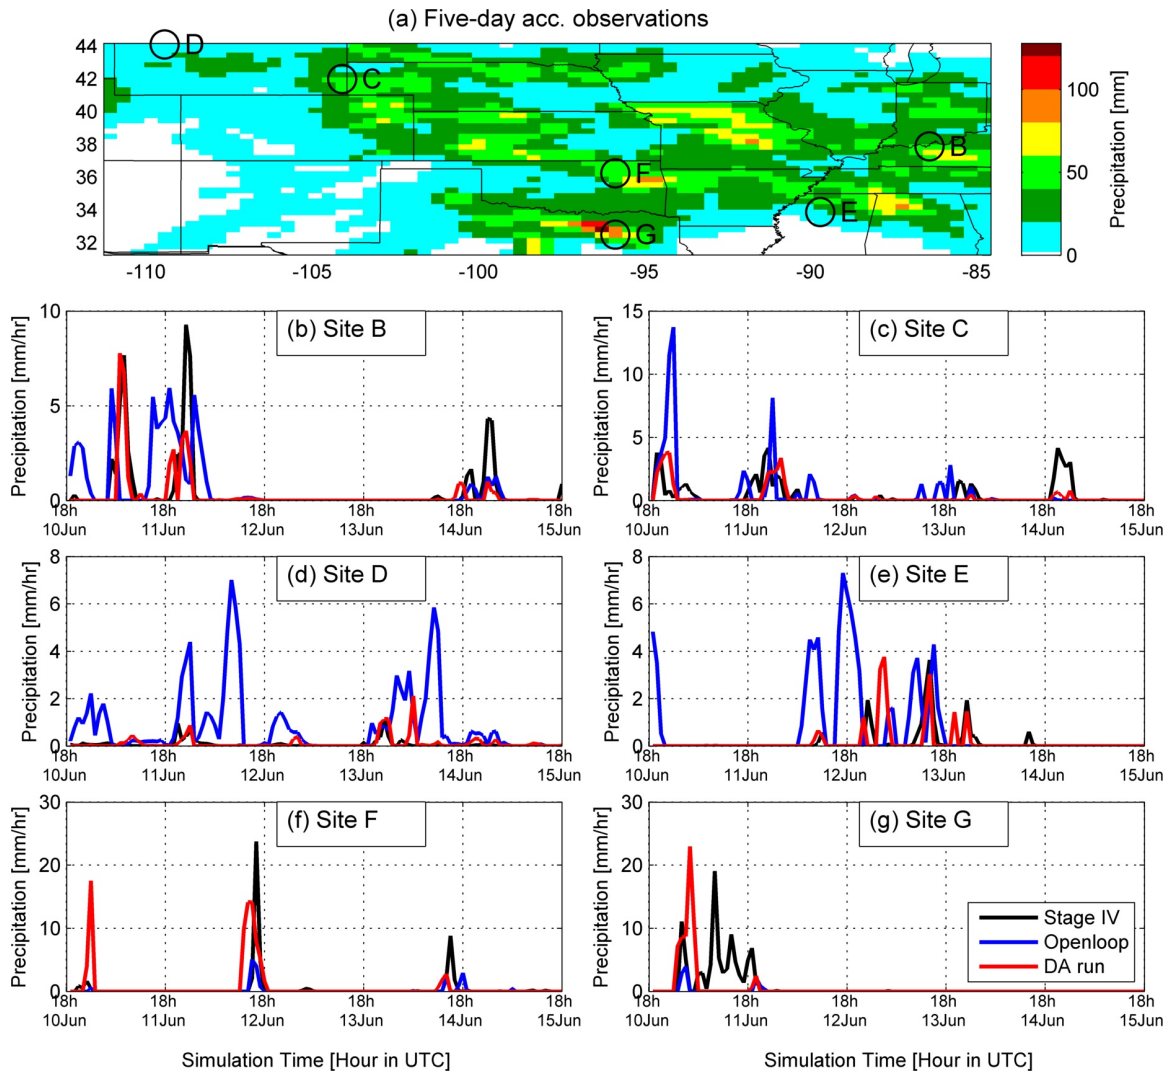 (a) Five-day acc. observations
44
42
40
38
36
34
32
D
C
B
F
E
G
-110
-105
-100
-95
-90
-85
100
50
0
Precipitation [mm]
(b) Site B
Precipitation [mm/hr]
10
5
0
18h 18h 18h 18h 18h 18h
10Jun 11Jun 12Jun 13Jun 14Jun 15Jun
(c) Site C
Precipitation [mm/hr]
15
10
5
0
18h 18h 18h 18h 18h 18h
10Jun 11Jun 12Jun 13Jun 14Jun 15Jun
(d) Site D
Precipitation [mm/hr]
8
6
4
2
0
18h 18h 18h 18h 18h 18h
10Jun 11Jun 12Jun 13Jun 14Jun 15Jun
(e) Site E
Precipitation [mm/hr]
8
6
4
2
0
18h 18h 18h 18h 18h 18h
10Jun 11Jun 12Jun 13Jun 14Jun 15Jun
(f) Site F
Precipitation [mm/hr]
30
20
10
0
18h 18h 18h 18h 18h 18h
10Jun 11Jun 12Jun 13Jun 14Jun 15Jun
Simulation Time [Hour in UTC]
(g) Site G
Precipitation [mm/hr]
30
20
10
0
Stage IV
Openloop
DA run
18h 18h 18h 18h 18h 18h
10Jun 11Jun 12Jun 13Jun 14Jun 15Jun
Simulation Time [Hour in UTC]